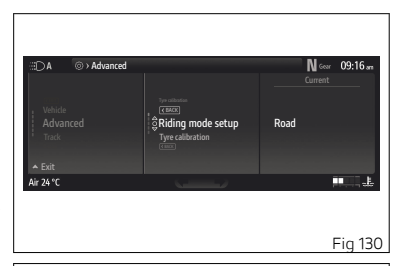 A Advanced N Gear 09:16 am
Current
Tyre calibration
Vehicle < BACK
Advanced Riding mode setup Road
Track Tyre calibration
< BACK
Exit
Air 24 °C
Fig 130